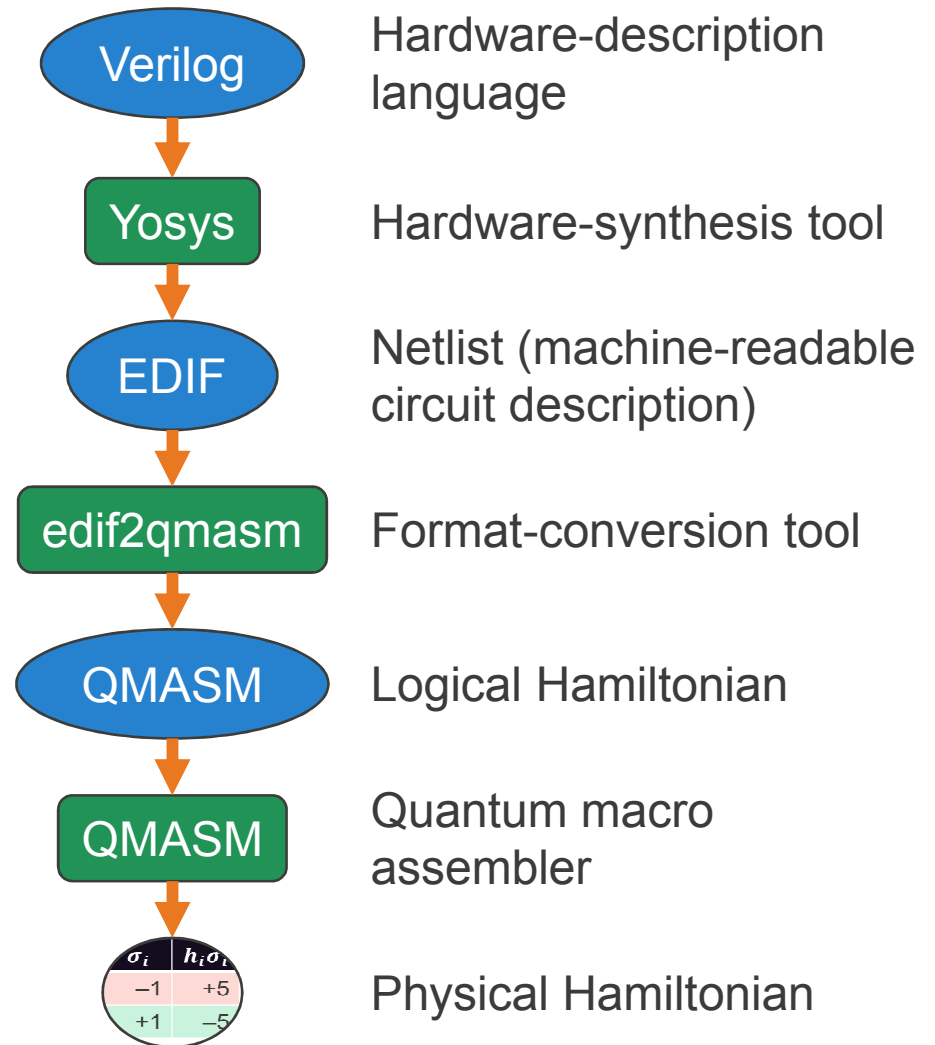 Verilog
Hardware-description
language
Yosys
Hardware-synthesis tool
EDIF
Netlist (machine-readable
circuit description)
edif2qmasm
Format-conversion tool
QMASM
Logical Hamiltonian
QMASM
Quantum macro
assembler
σᵢ hᵢσᵢ
–1 +5
+1 –5
Physical Hamiltonian